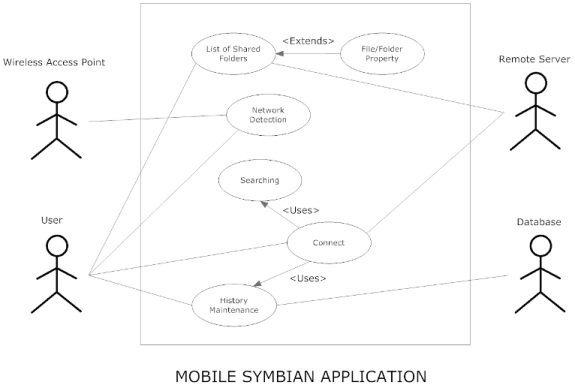 <Extends>
List of Shared
Folders
File/Folder
Property
Wireless Access Point
Remote Server
Network
Detection
Searching
<Uses>
User
Database
Connect
<Uses>
History
Maintenance
MOBILE SYMBIAN APPLICATION